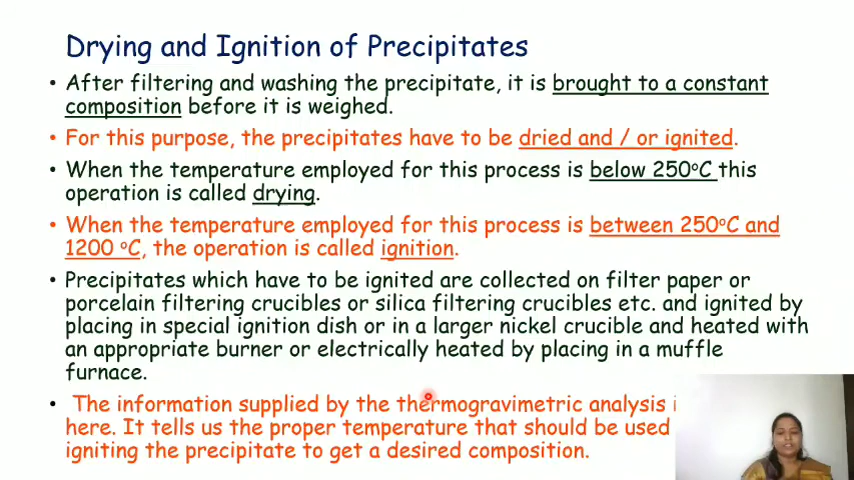 Drying and Ignition of Precipitates
• After filtering and washing the precipitate, it is brought to a constant
composition before it is weighed.
• For this purpose, the precipitates have to be dried and / or ignited.
• When the temperature employed for this process is below 250°C this
operation is called drying.
• When the temperature employed for this process is between 250°C and
1200 °C, the operation is called ignition.
• Precipitates which have to be ignited are collected on filter paper or
porcelain filtering crucibles or silica filtering crucibles etc. and ignited by
placing in special ignition dish or in a larger nickel crucible and heated with
an appropriate burner or electrically heated by placing in a muffle
furnace.
• The information supplied by the thermogravimetric analysis
here. It tells us the proper temperature that should be used
igniting the precipitate to get a desired composition.